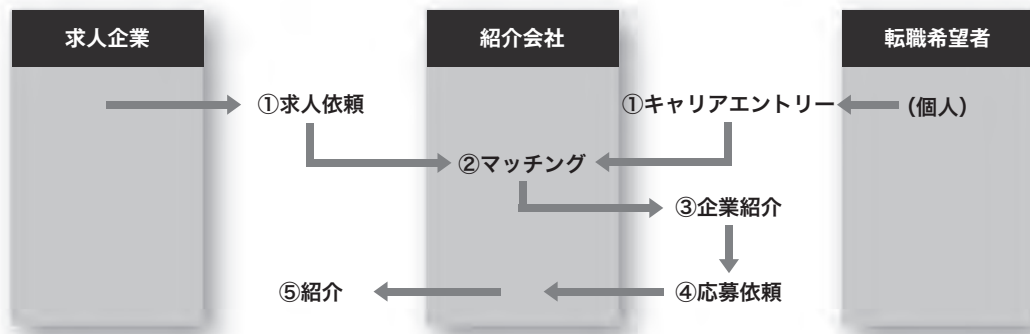 求人企業
紹介会社
転職希望者
①求人依頼
①キャリアエントリー
(個人)
②マッチング
③企業紹介
⑤紹介
④応募依頼